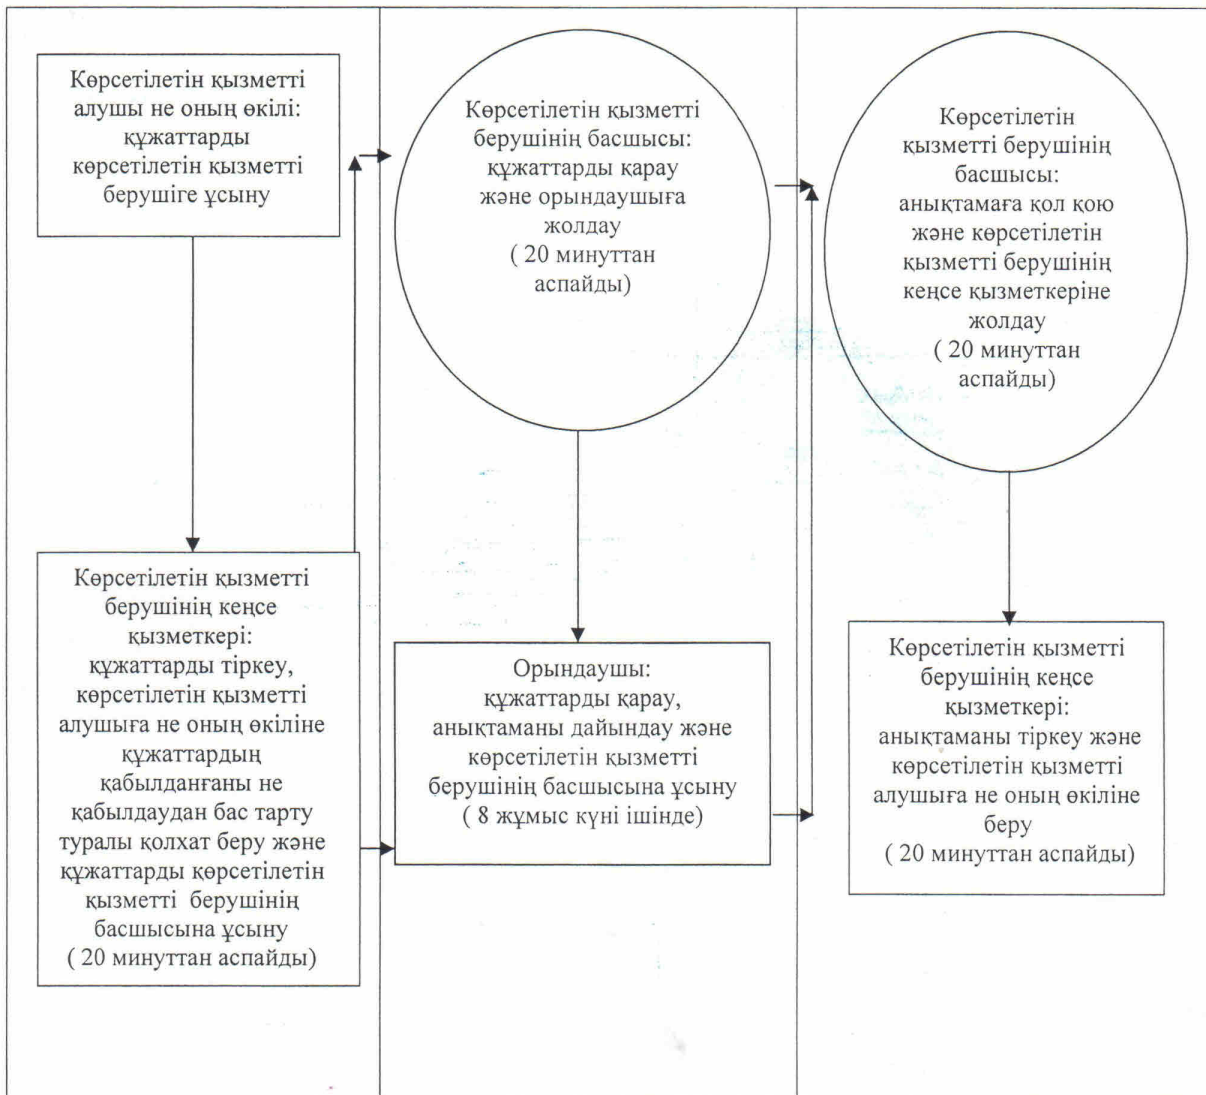 Көрсетілетін қызметті
алушы не оның өкілі:
құжаттарды
көрсетілетін қызметті
берушіге ұсыну
Көрсетілетін қызметті
берушінің кеңсе
қызметкері:
құжаттарды тіркеу,
көрсетілетін қызметті
алушыға не оның өкіліне
құжаттардың
қабылданғаны не
қабылдаудан бас тарту
туралы қолхат беру және
құжаттарды қөрсетілетін
қызметті берушінің
басшысына ұсыну
( 20 минуттан аспайды)
Көрсетілетін қызметті
берушінің басшысы:
құжаттарды қарау
және орындаушыға
жолдау
( 20 минуттан
аспайды)
Орындаушы:
құжаттарды қарау,
анықтаманы дайындау және
көрсетілетін қызметті
берушінің басшысына ұсыну
( 8 жұмыс күні ішінде)
Көрсетілетін
қызметті берушінің
басшысы:
анықтамаға қол қою
және көрсетілетін
қызметті берушінің
кеңсе қызметкеріне
жолдау
( 20 минуттан
аспайды)
Көрсетілетін қызметті
берушінің кеңсе
қызметкері:
анықтаманы тіркеу және
көрсетілетін қызметті
алушыға не оның өкіліне
беру
( 20 минуттан аспайды)